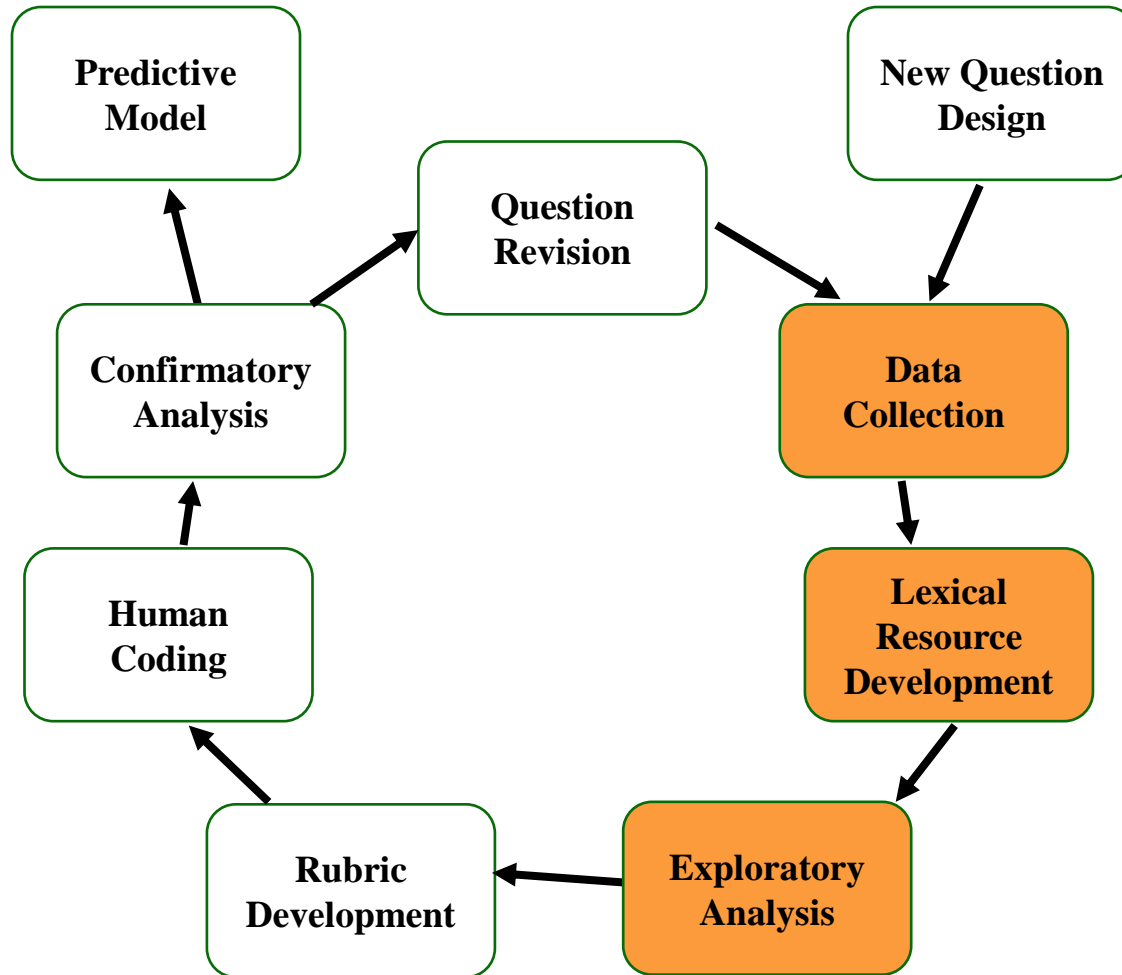 Predictive
Model
New Question
Design
Question
Revision
Confirmatory
Analysis
Data
Collection
Human
Coding
Lexical
Resource
Development
Rubric
Development
Exploratory
Analysis